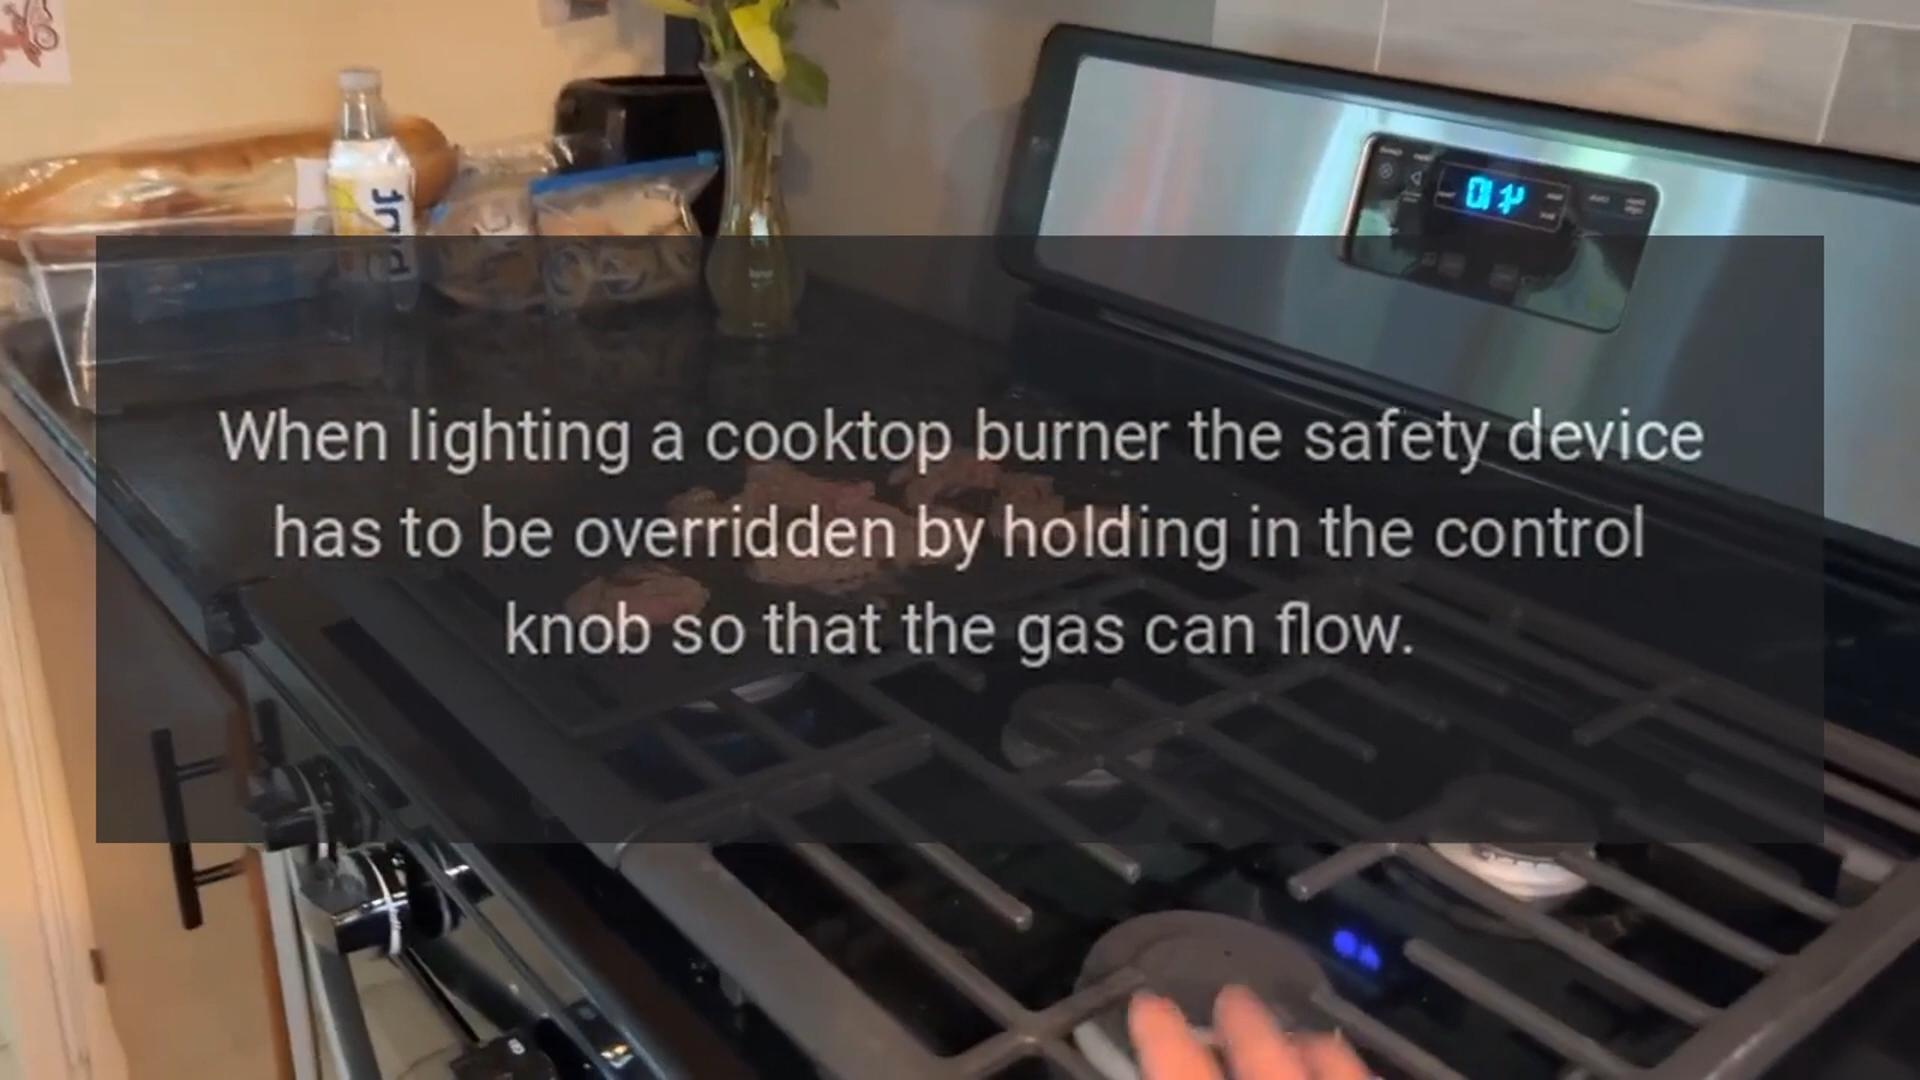 When lighting a cooktop burner the safety device
has to be overridden by holding in the control
knob so that the gas can flow.